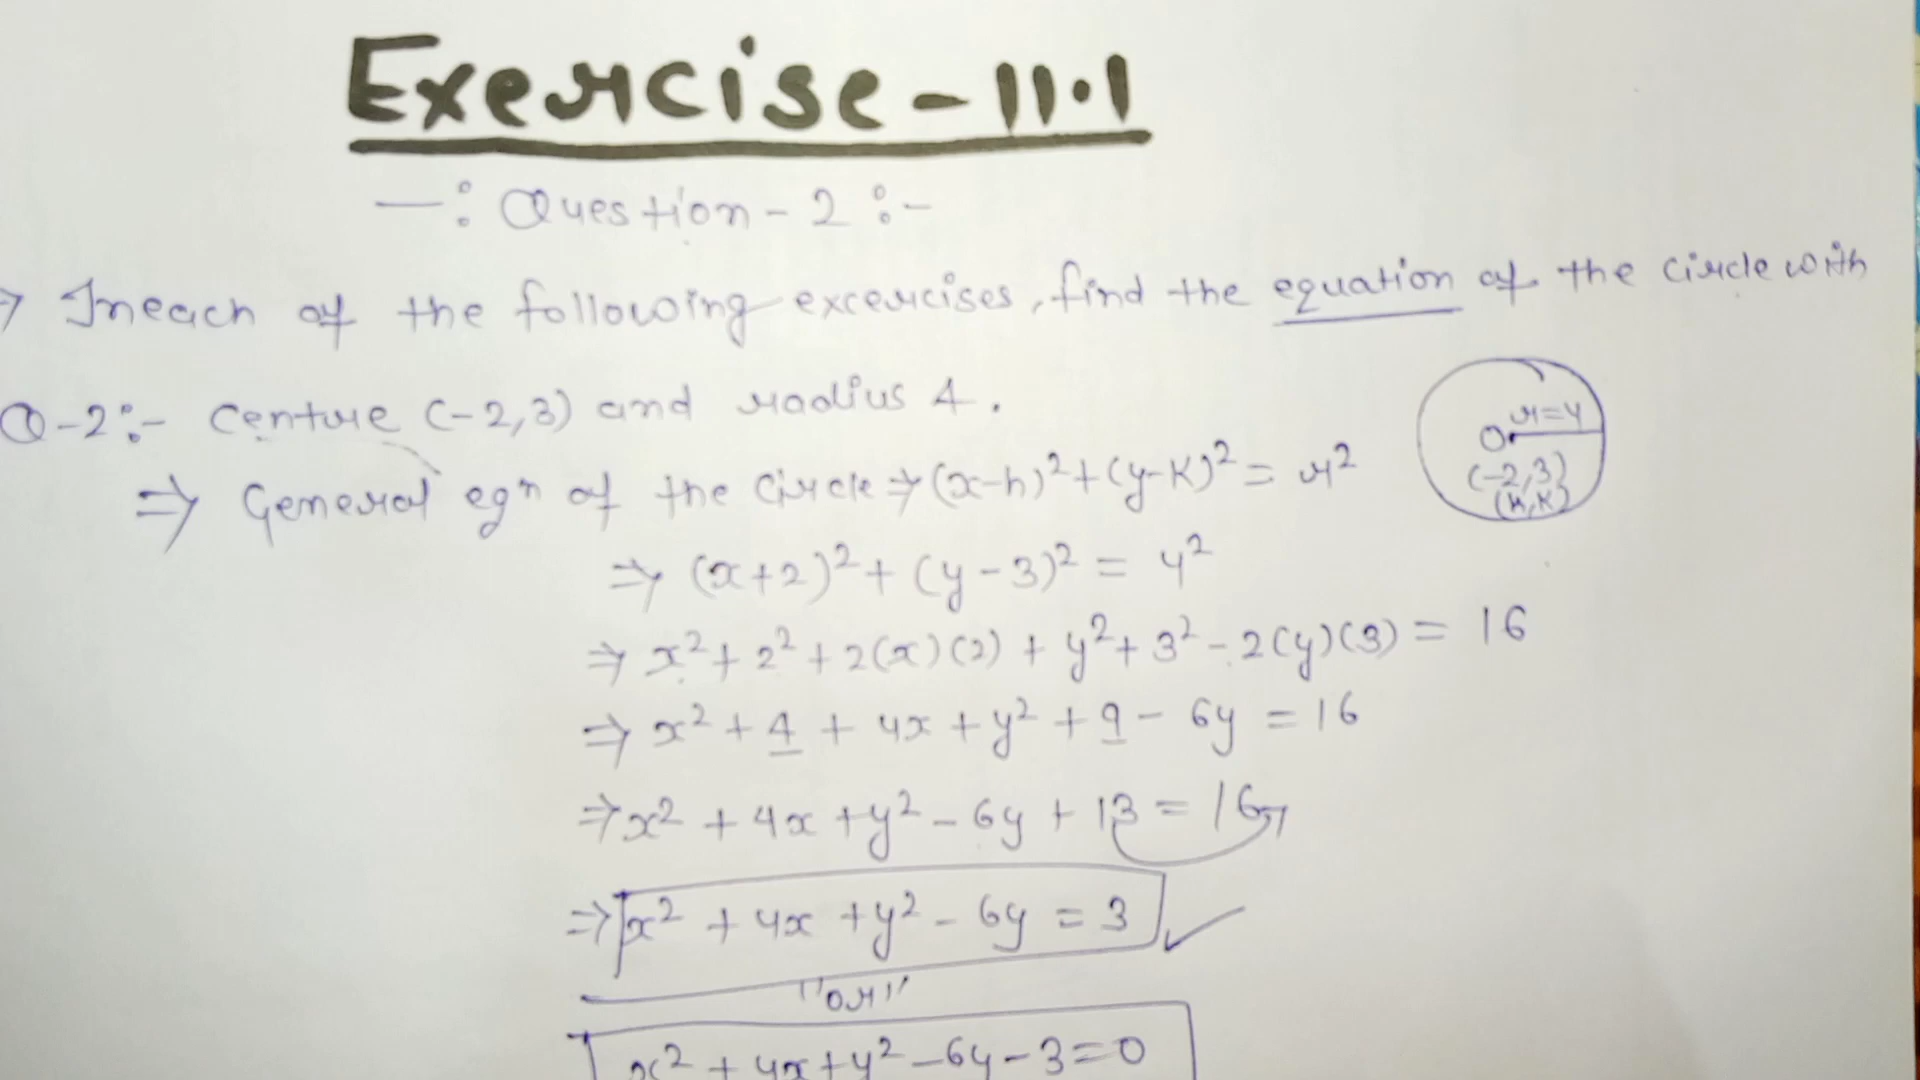 Exercise-11.1
-: Question-2 :-
→ In each of the following excercises, find the equation of the circle with
Q-2:- Centre (-2,3) and radius 4.
r=4
(-2,3)
(h,k)
⇒ General eqn of the Circle ⇒ (x-h)²+(y-k)² = r²
⇒ (x+2)²+ (y-3)² = 4²
⇒ x²+ 2² + 2(x)(2) + y²+ 3² - 2(y)(3) = 16
⇒ x² + 4 + 4x + y² + 9 - 6y = 16
⇒ x² + 4x + y² - 6y + 13 = 16
⇒ x² + 4x + y² - 6y = 3
"or"
x² + 4x + y² - 6y - 3 = 0